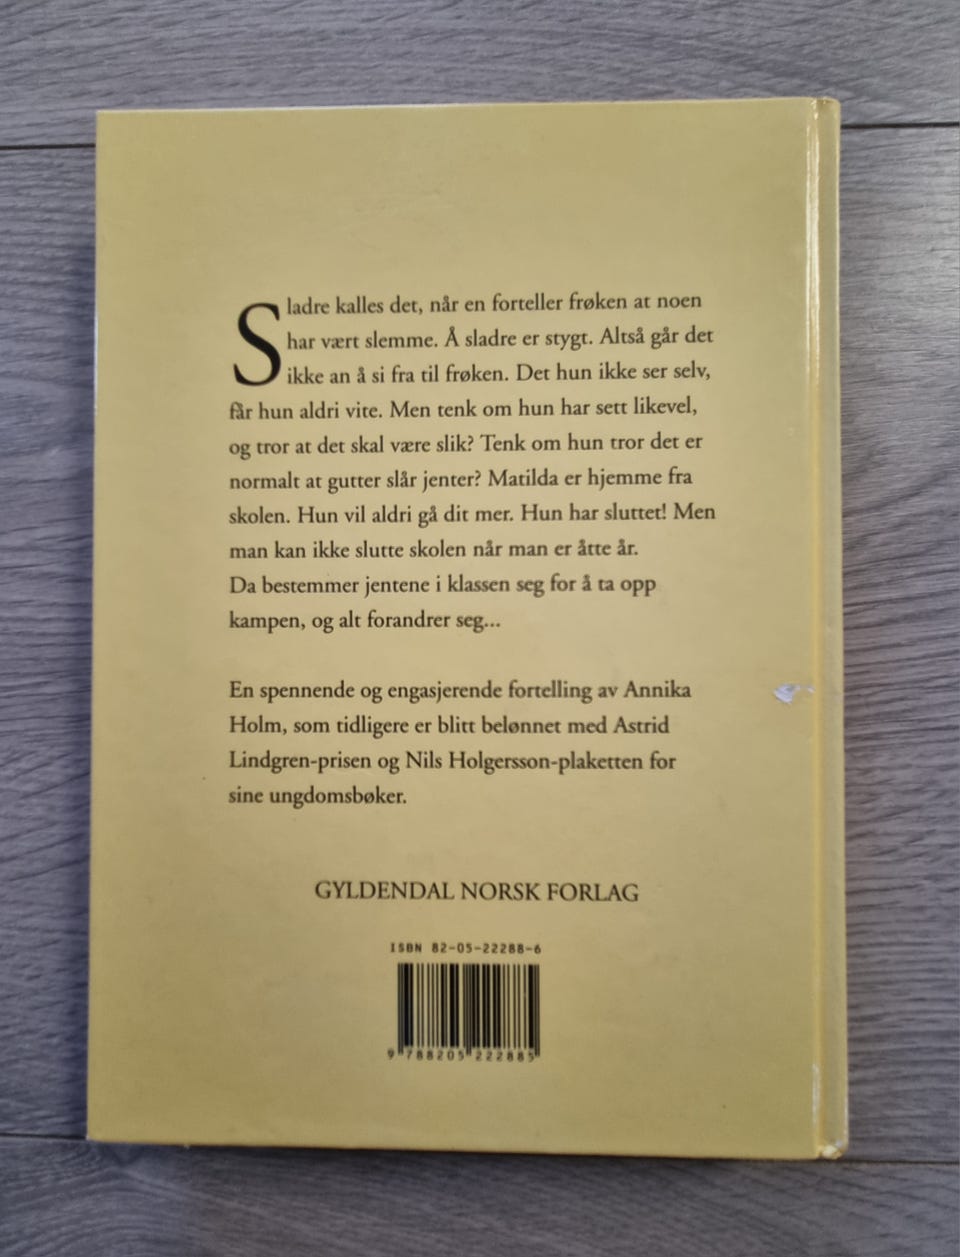 Sladre kalles det, når en forteller frøken at noen
har vært slemme. Å sladre er stygt. Altså går det
ikke an å si fra til frøken. Det hun ikke ser selv,
får hun aldri vite. Men tenk om hun har sett likevel,
og tror at det skal være slik? Tenk om hun tror det er
normalt at gutter slår jenter? Matilda er hjemme fra
skolen. Hun vil aldri gå dit mer. Hun har sluttet! Men
man kan ikke slutte skolen når man er åtte år.
Da bestemmer jentene i klassen seg for å ta opp
kampen, og alt forandrer seg...
En spennende og engasjerende fortelling av Annika
Holm, som tidligere er blitt belønnet med Astrid
Lindgren-prisen og Nils Holgersson-plaketten for
sine ungdomsbøker.
GYLDENDAL NORSK FORLAG
ISBN 82-05-22288-6
9 788205 222885